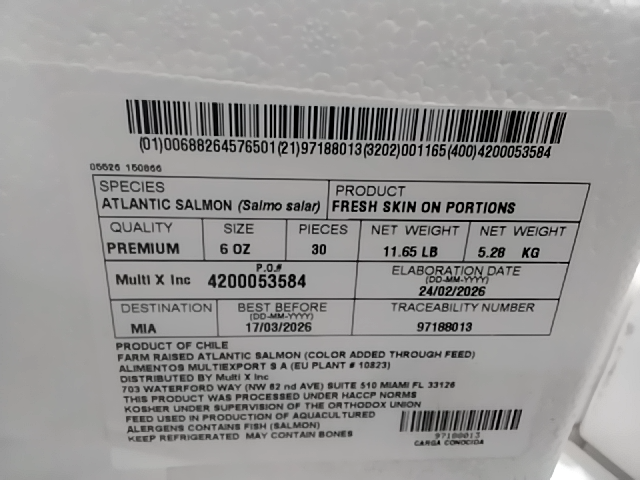 (01)00688264576501(21)97188013(3202)001165(400)4200053584
05626 150866
SPECIES
ATLANTIC SALMON (Salmo salar)
PRODUCT
FRESH SKIN ON PORTIONS
QUALITY
PREMIUM
SIZE
6 OZ
PIECES
30
NET WEIGHT
11.65 LB
NET WEIGHT
5.28 KG
Multi X Inc
P.O.#
4200053584
ELABORATION DATE
(DD-MM-YYYY)
24/02/2026
DESTINATION
MIA
BEST BEFORE
(DD-MM-YYYY)
17/03/2026
TRACEABILITY NUMBER
97188013
PRODUCT OF CHILE
FARM RAISED ATLANTIC SALMON (COLOR ADDED THROUGH FEED)
ALIMENTOS MULTIEXPORT S A (EU PLANT # 10823)
DISTRIBUTED BY Multi X Inc
703 WATERFORD WAY (NW 62 nd AVE) SUITE 510 MIAMI FL 33126
THIS PRODUCT WAS PROCESSED UNDER HACCP NORMS
KOSHER UNDER SUPERVISION OF THE ORTHODOX UNION
FEED USED IN PRODUCTION OF AQUACULTURED
ALERGENS CONTAINS FISH (SALMON)
KEEP REFRIGERATED MAY CONTAIN BONES
97188013
CARGA CONOCIDA